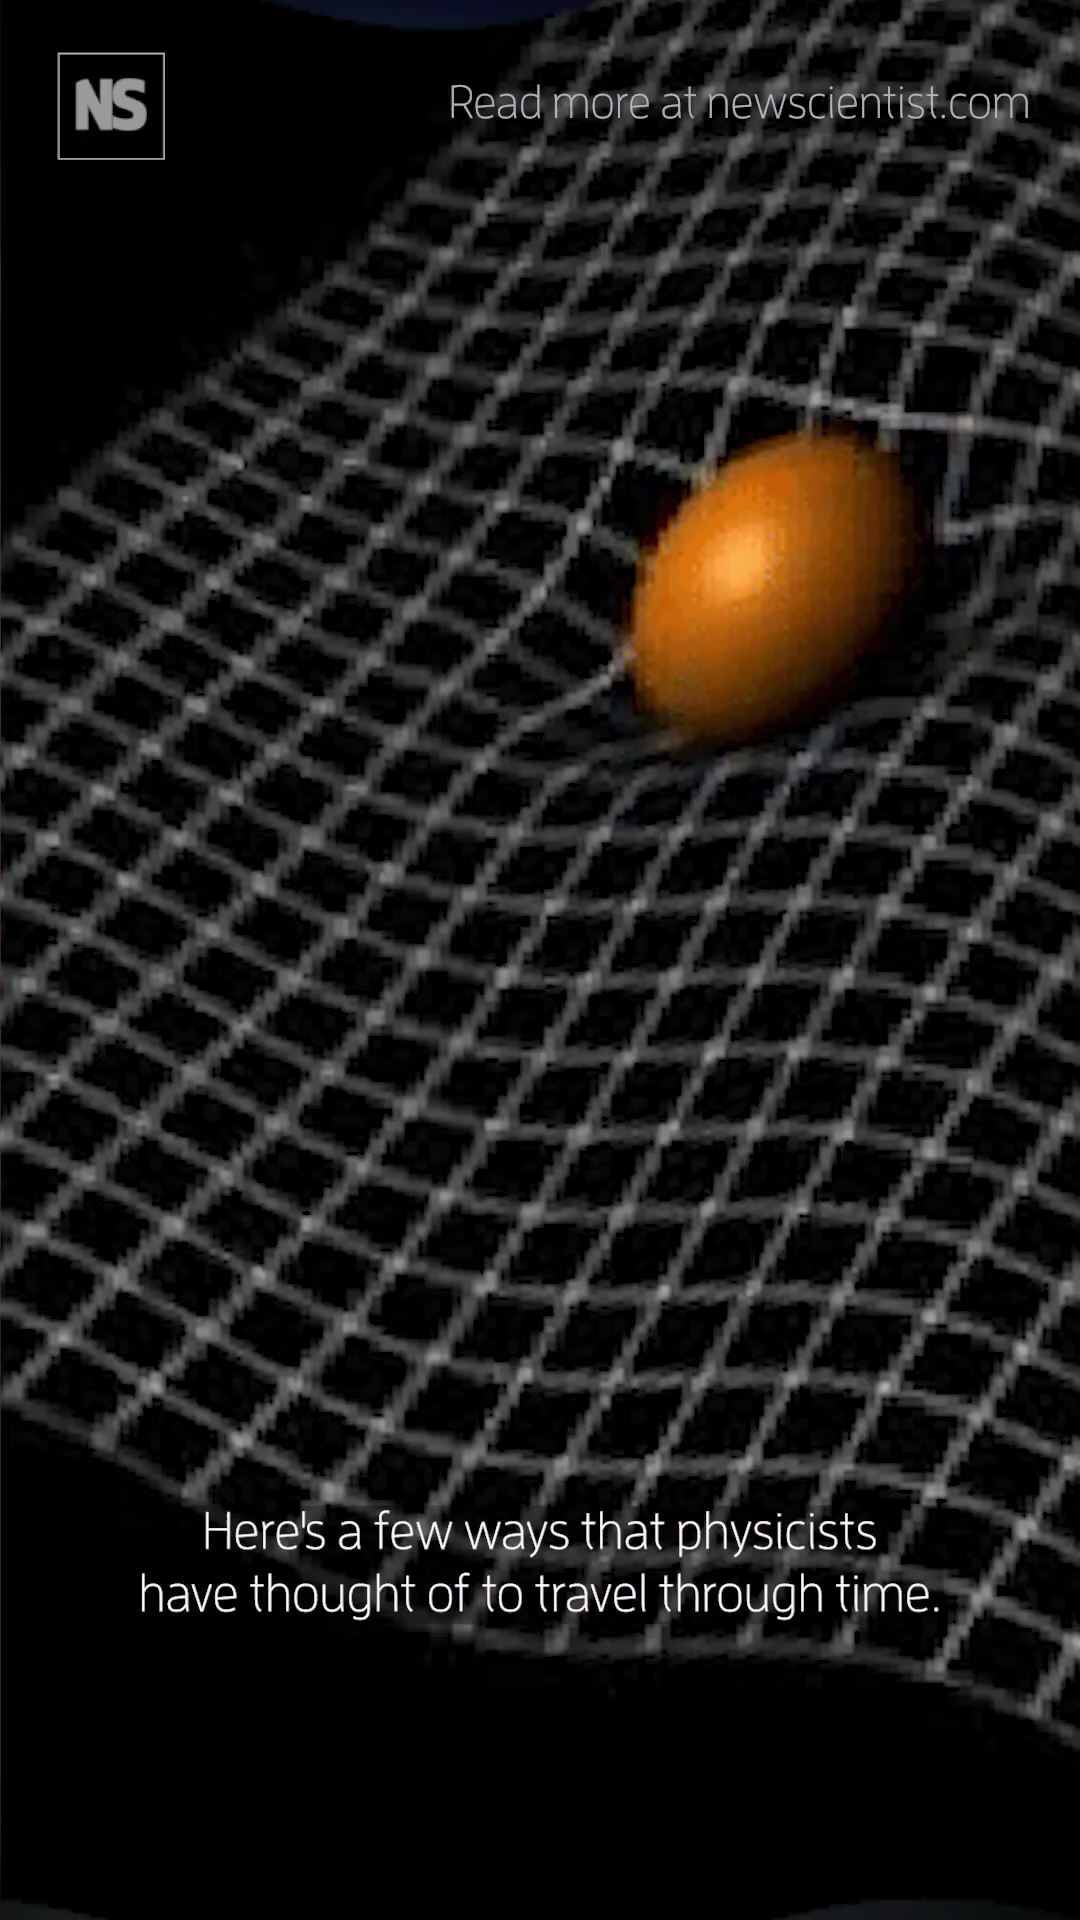 NS
Read more at newscientist.com
Here's a few ways that physicists
have thought of to travel through time.